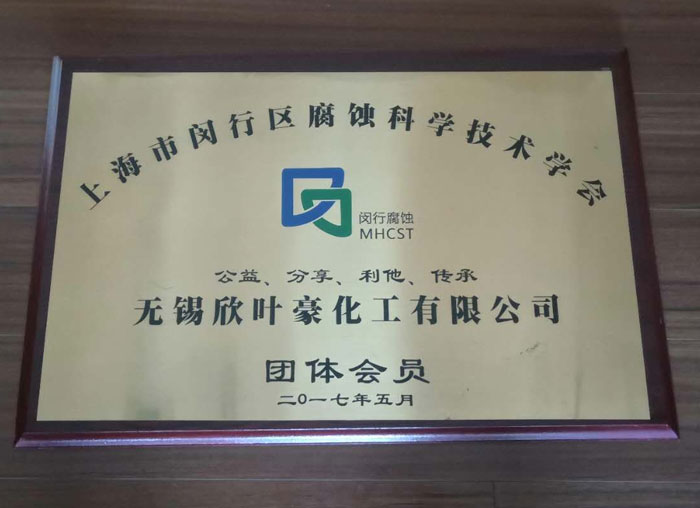 上海市闵行区腐蚀科学技术学会
闵行腐蚀
MHCST
公益、分享、利他、传承
无锡欣叶豪化工有限公司
团体会员
二0一七年五月